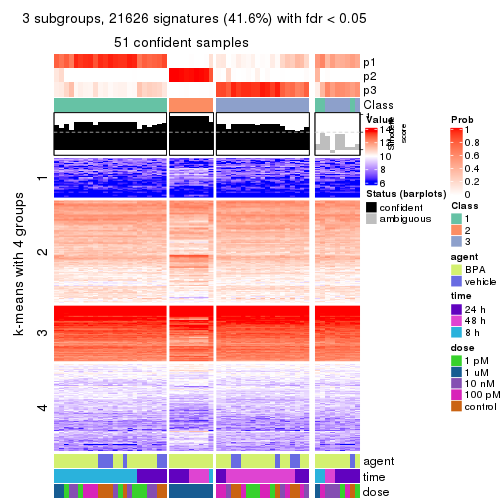 3 subgroups, 21626 signatures (41.6%) with fdr < 0.05
51 confident samples
p1
p2
p3
Class
k-means with 4 groups
1
2
3
4
agent
time
dose
Value
14
12
10
8
6
score
Status (barplots)
confident
ambiguous
Prob
1
0.8
0.6
0.4
0.2
0
Class
1
2
3
agent
BPA
vehicle
time
24 h
48 h
8 h
dose
1 pM
1 uM
10 nM
100 pM
control